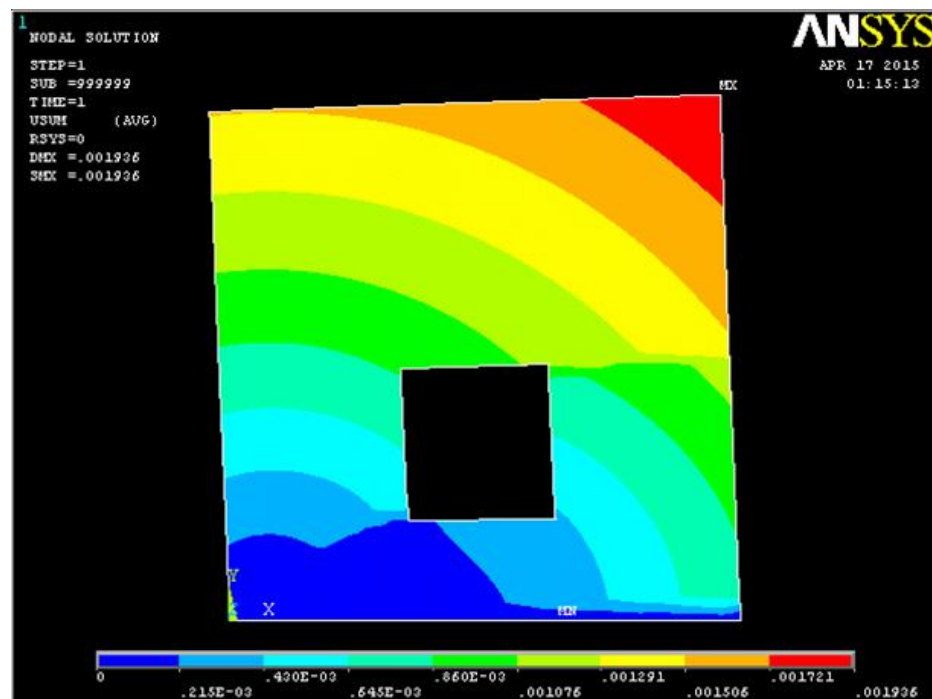 1
ANSYS
NODAL SOLUTION
APR 17 2015
01:15:13
STEP=1
SUB =999999
TIME=1
USUM (AVG)
RSYS=0
DMX =.001936
SMX =.001936
MX
Y
X
MN
0 .430E-03 .860E-03 .001291 .001721
.215E-03 .645E-03 .001076 .001506 .001936